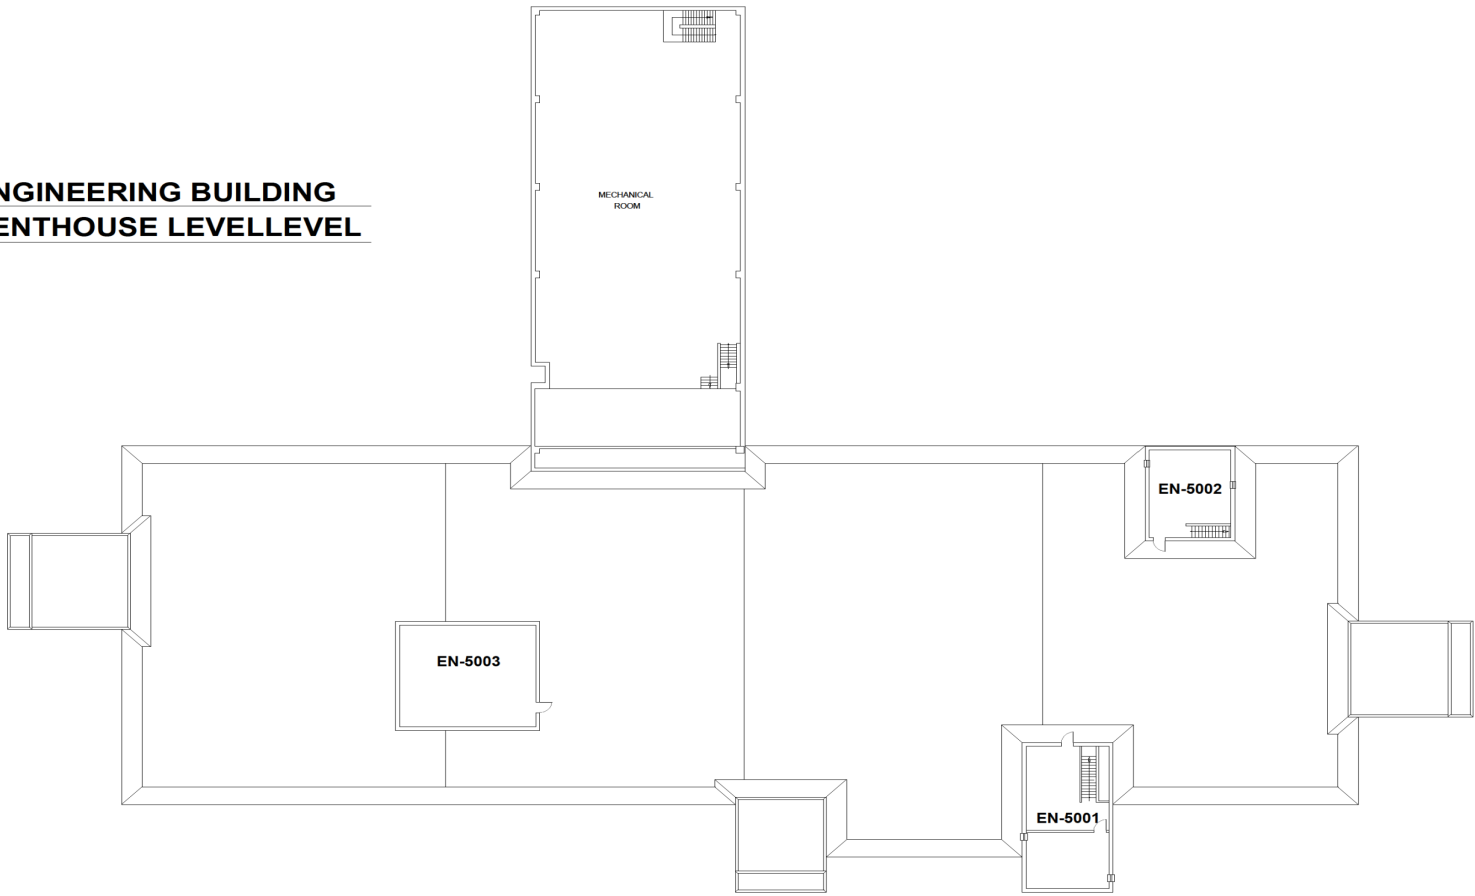 NGINEERING BUILDING
ENTHOUSE LEVELLEVEL
MECHANICAL
ROOM
EN-5002
EN-5003
EN-5001